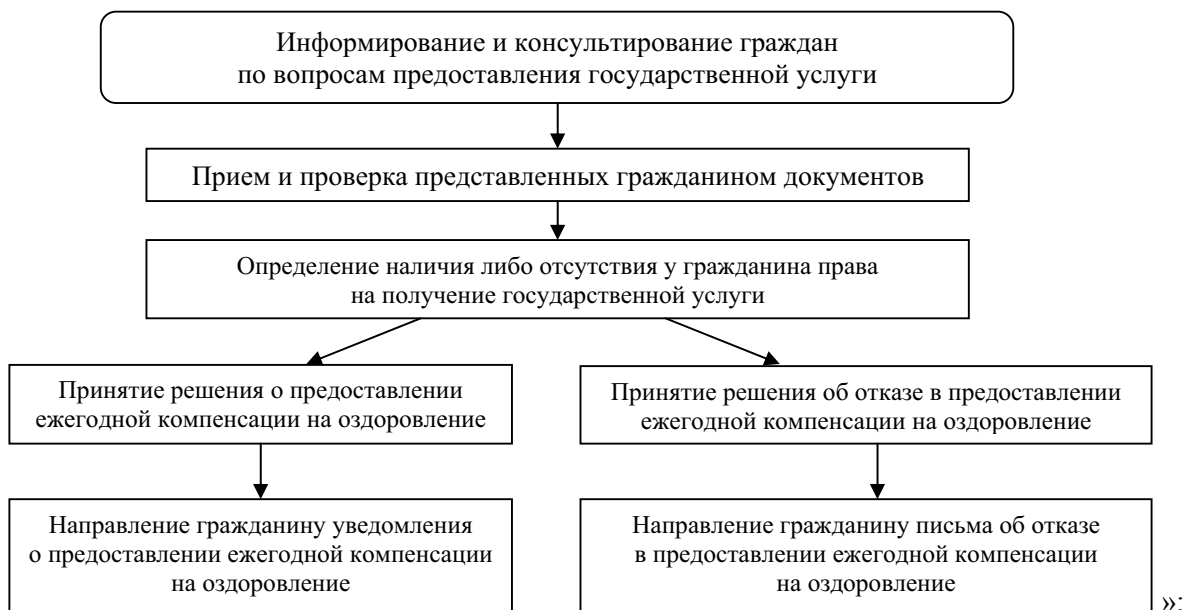 Информирование и консультирование граждан
по вопросам предоставления государственной услуги
Прием и проверка представленных гражданином документов
Определение наличия либо отсутствия у гражданина права
на получение государственной услуги
Принятие решения о предоставлении
ежегодной компенсации на оздоровление
Принятие решения об отказе в предоставлении
ежегодной компенсации на оздоровление
Направление гражданину уведомления
о предоставлении ежегодной компенсации
на оздоровление
Направление гражданину письма об отказе
в предоставлении ежегодной компенсации
на оздоровление
»;